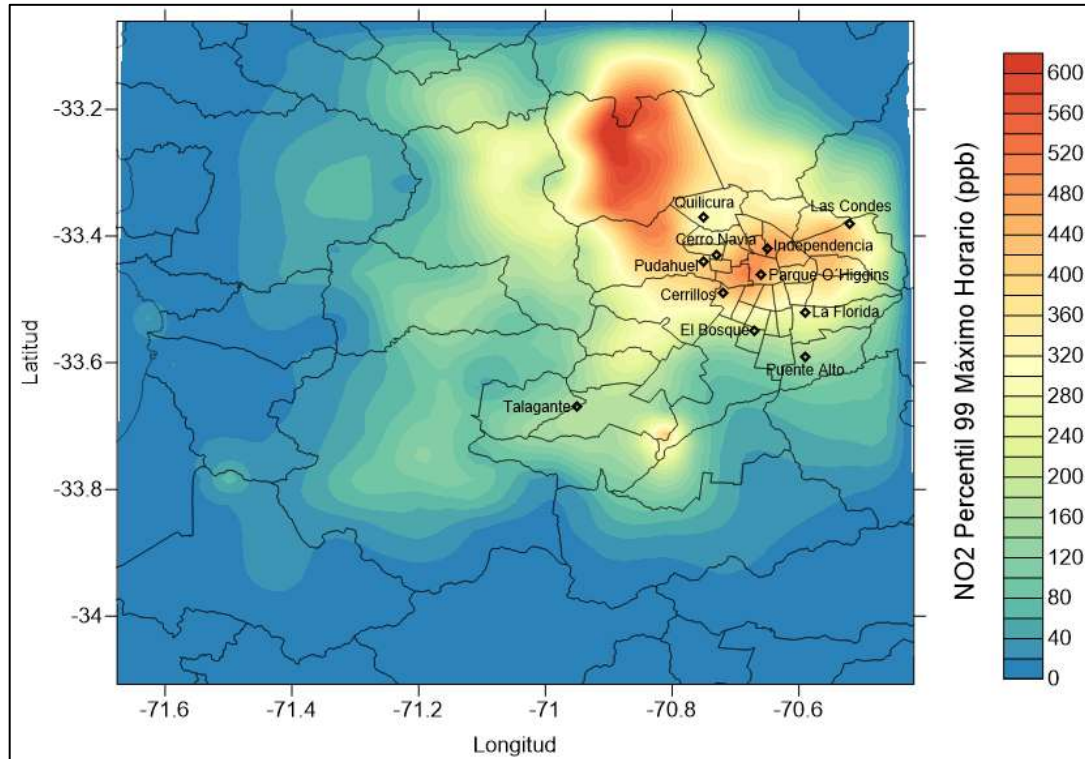 -33.2
-33.4
-33.6
-33.8
-34
Latitud
-71.6
-71.4
-71.2
-71
-70.8
-70.6
Longitud
Quilicura
Las Condes
Cerro Navia
Independencia
Pudahuel
Parque O´Higgins
Cerrillos
La Florida
El Bosque
Puente Alto
Talagante
NO2 Percentil 99 Máximo Horario (ppb)
600
560
520
480
440
400
360
320
280
240
200
160
120
80
40
0